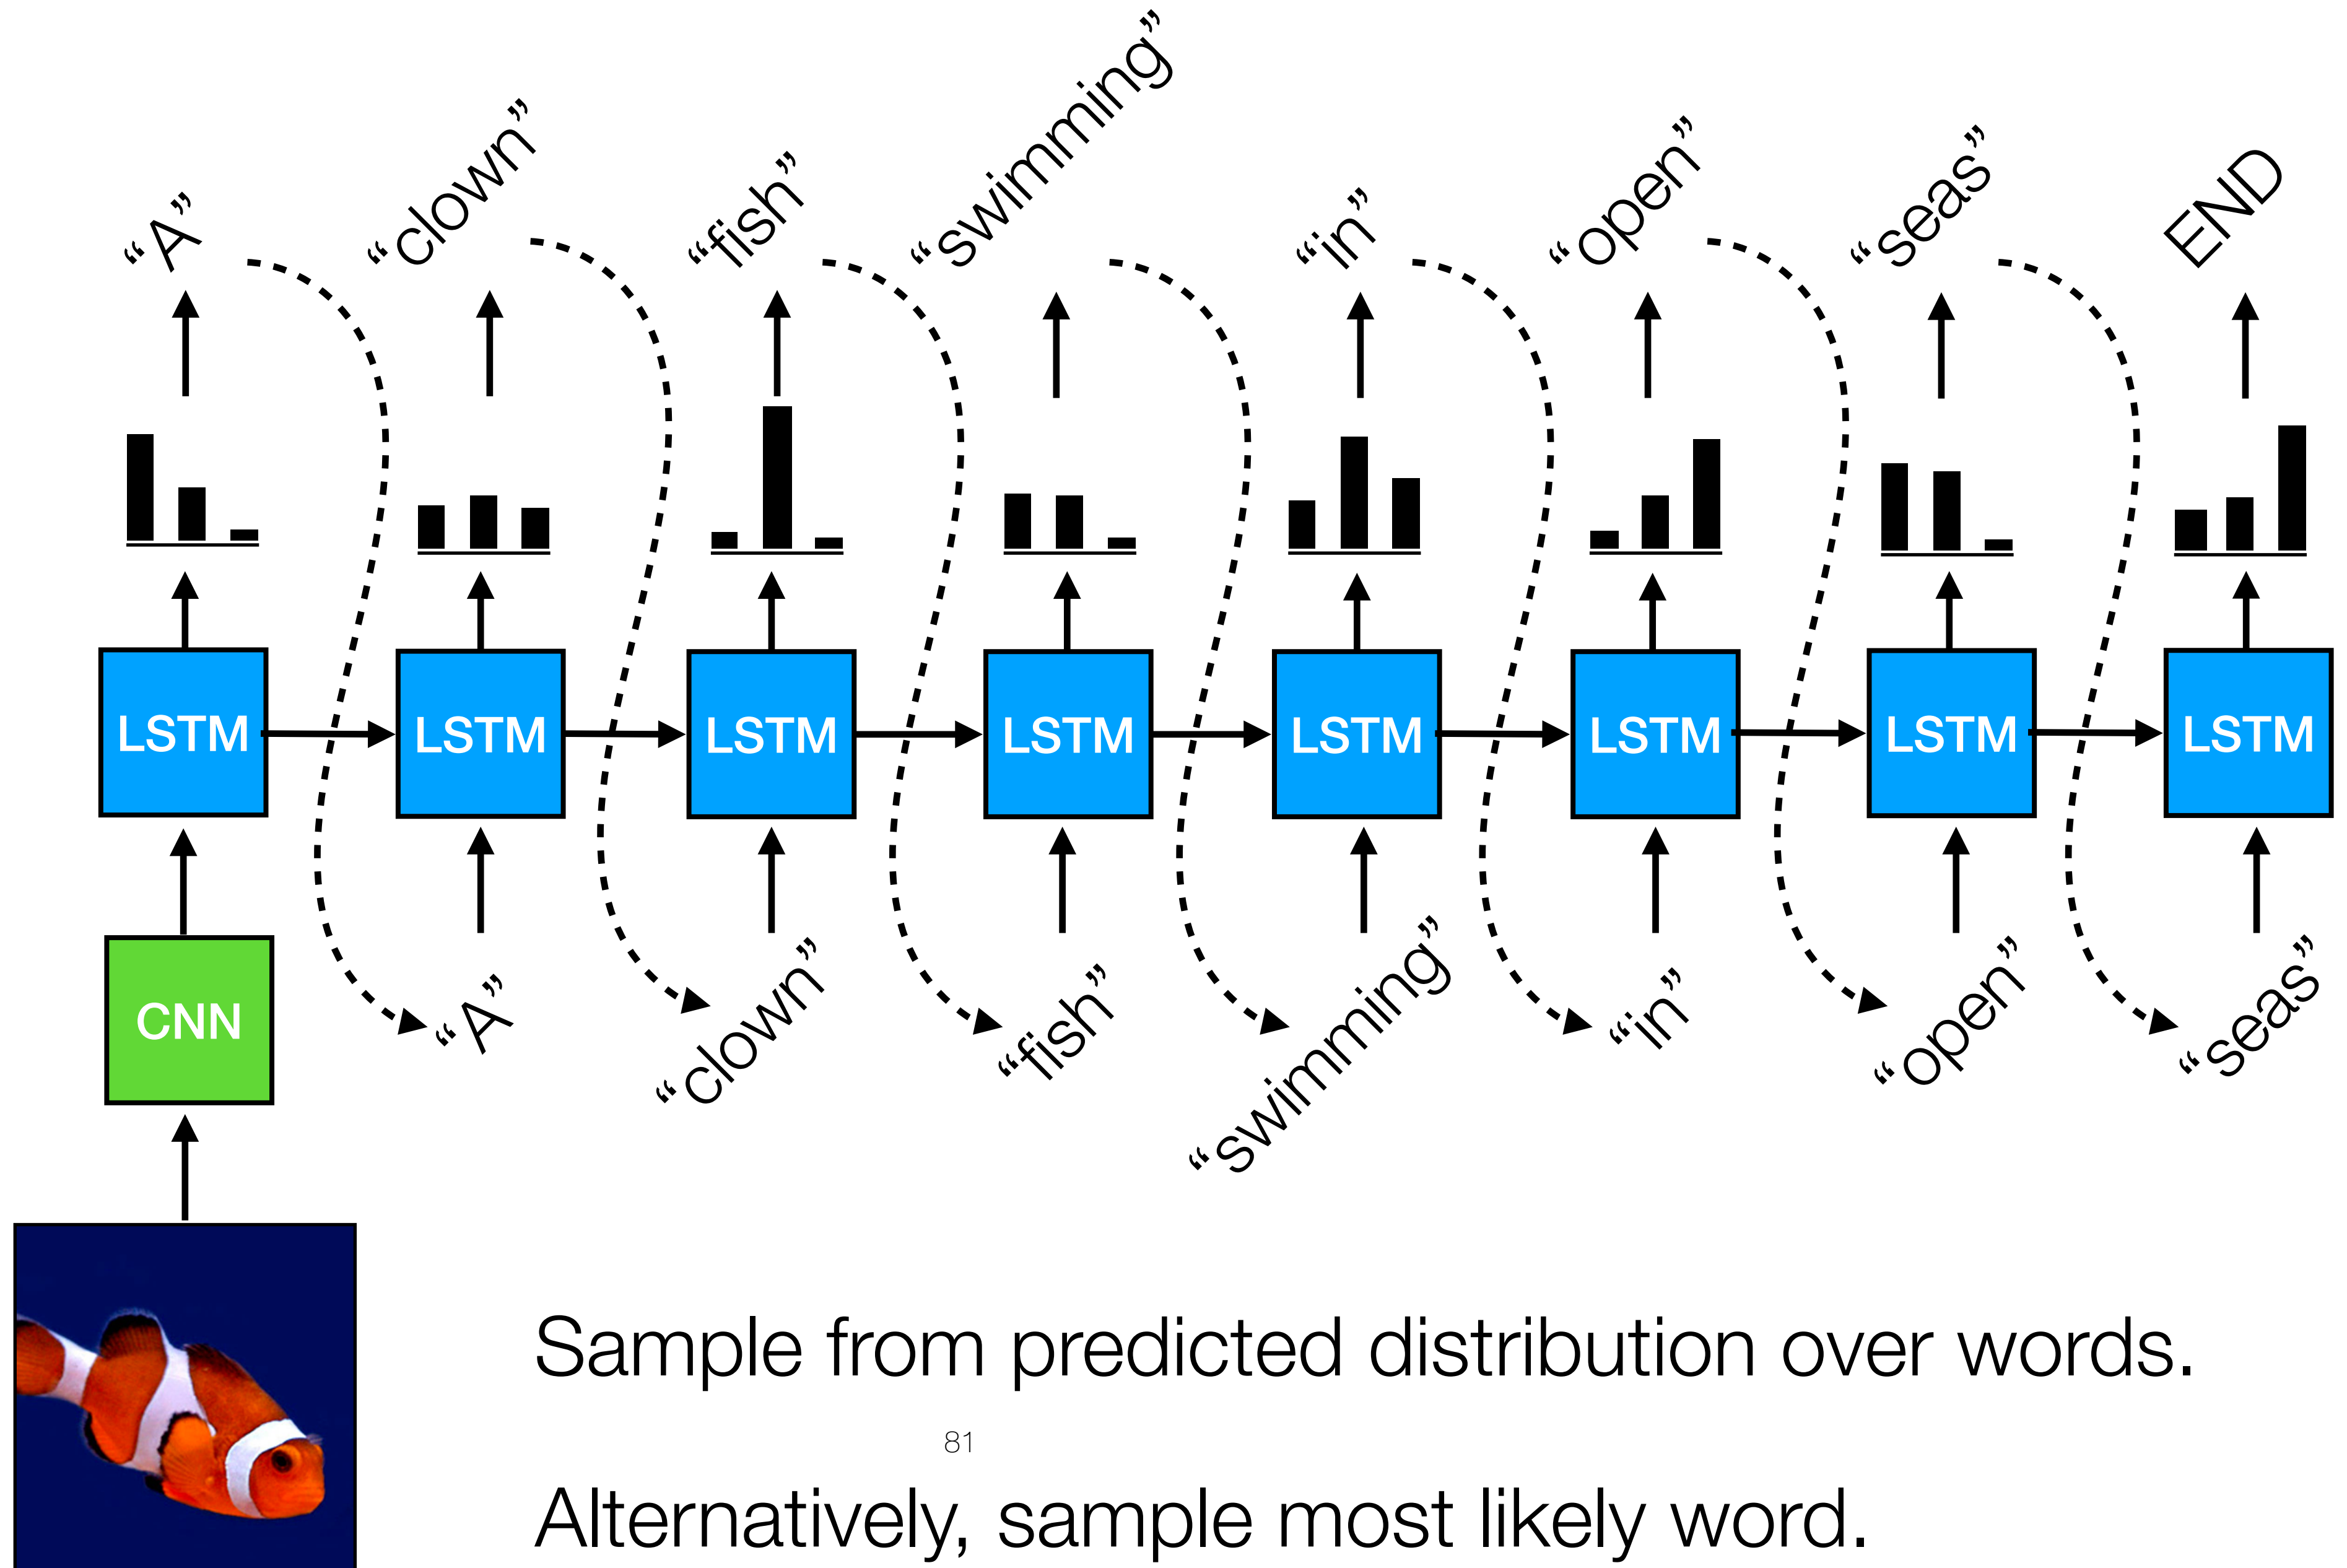 “A” “clown” “fish” “swimming” “in” “open” “seas” END
LSTM LSTM LSTM LSTM LSTM LSTM LSTM LSTM
CNN “A” “clown” “fish” “swimming” “in” “open” “seas”
Sample from predicted distribution over words.
81
Alternatively, sample most likely word.